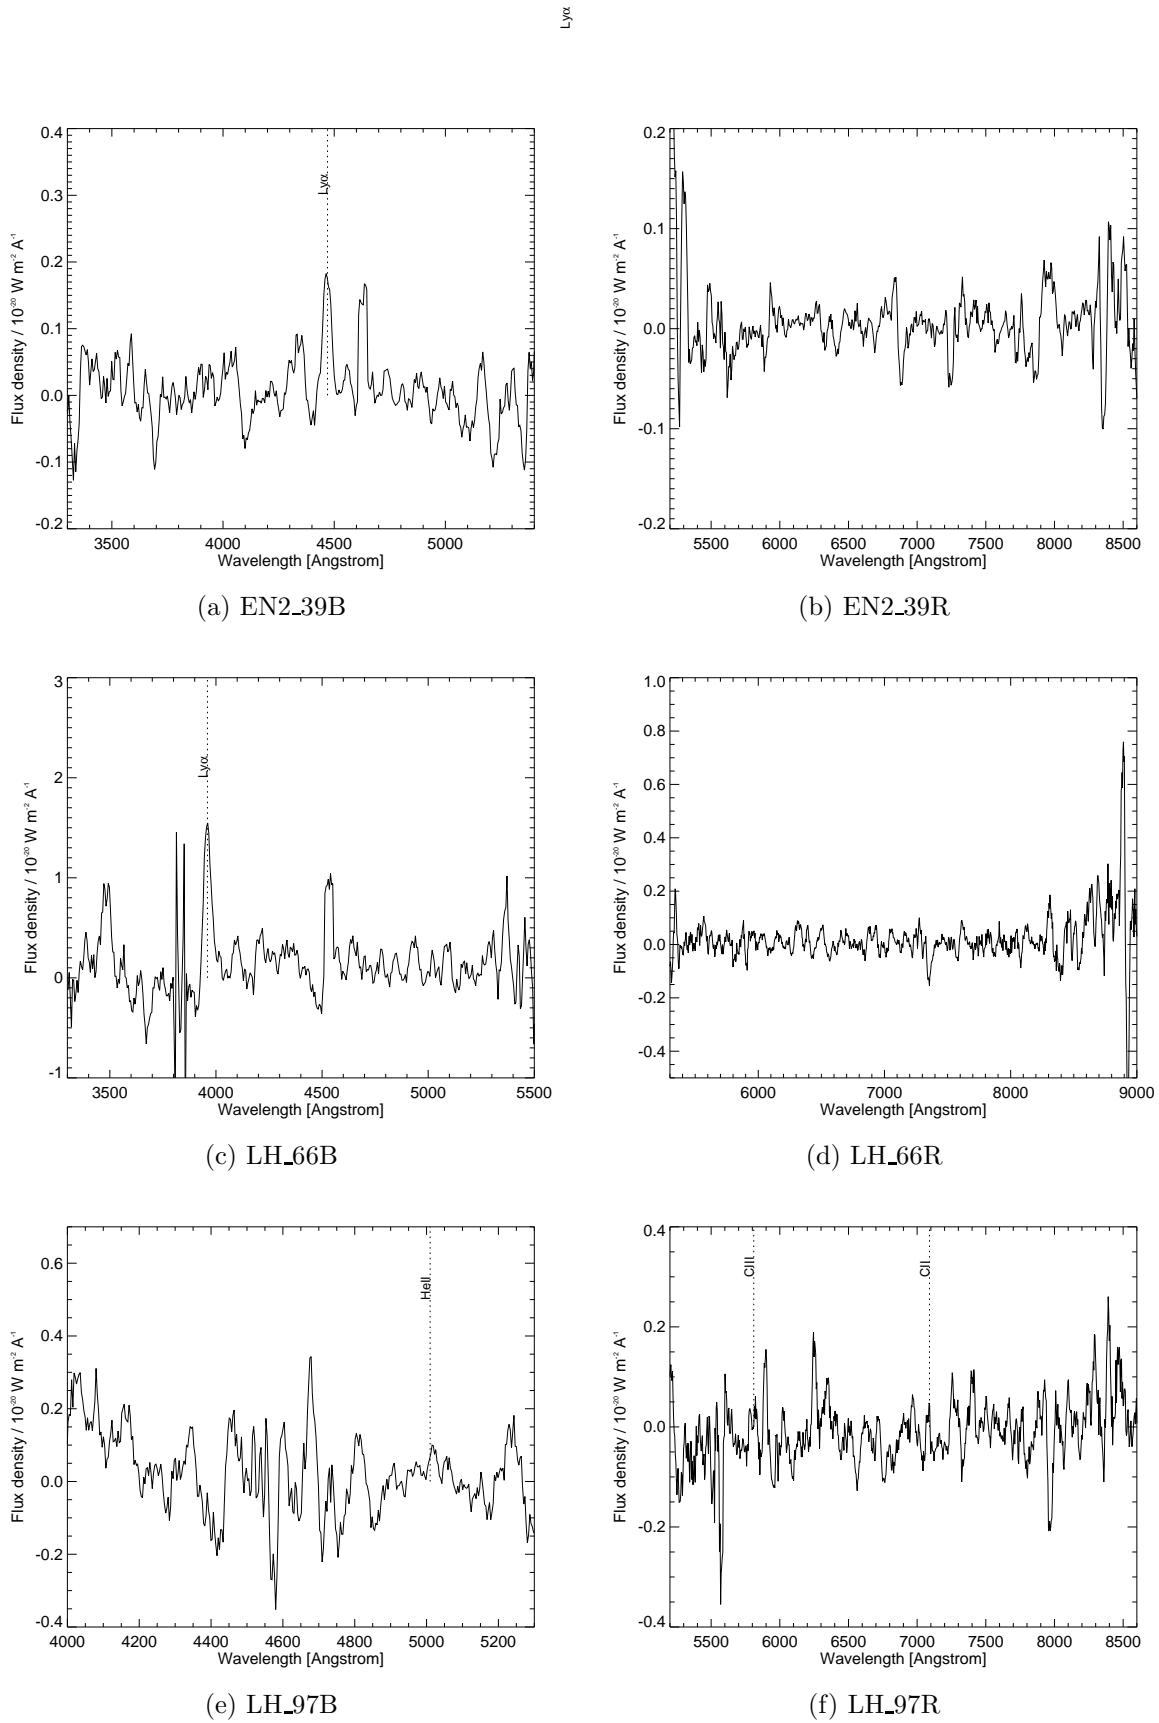 Lyα
0.4
0.3
0.2
0.1
0.0
-0.1
-0.2
Flux density / 10⁻²⁰ W m⁻² A⁻¹
Lyα
3500 4000 4500 5000
Wavelength [Angstrom]
(a) EN2_39B
0.2
0.1
0.0
-0.1
-0.2
Flux density / 10⁻²⁰ W m⁻² A⁻¹
5500 6000 6500 7000 7500 8000 8500
Wavelength [Angstrom]
(b) EN2_39R
3
2
1
0
-1
Flux density / 10⁻²⁰ W m⁻² A⁻¹
Lyα
3500 4000 4500 5000 5500
Wavelength [Angstrom]
(c) LH_66B
1.0
0.8
0.6
0.4
0.2
0.0
-0.2
-0.4
Flux density / 10⁻²⁰ W m⁻² A⁻¹
6000 7000 8000 9000
Wavelength [Angstrom]
(d) LH_66R
0.6
0.4
0.2
0.0
-0.2
-0.4
Flux density / 10⁻²⁰ W m⁻² A⁻¹
HeII
4000 4200 4400 4600 4800 5000 5200
Wavelength [Angstrom]
(e) LH_97B
0.4
0.2
0.0
-0.2
-0.4
Flux density / 10⁻²⁰ W m⁻² A⁻¹
CIII
CII
5500 6000 6500 7000 7500 8000 8500
Wavelength [Angstrom]
(f) LH_97R